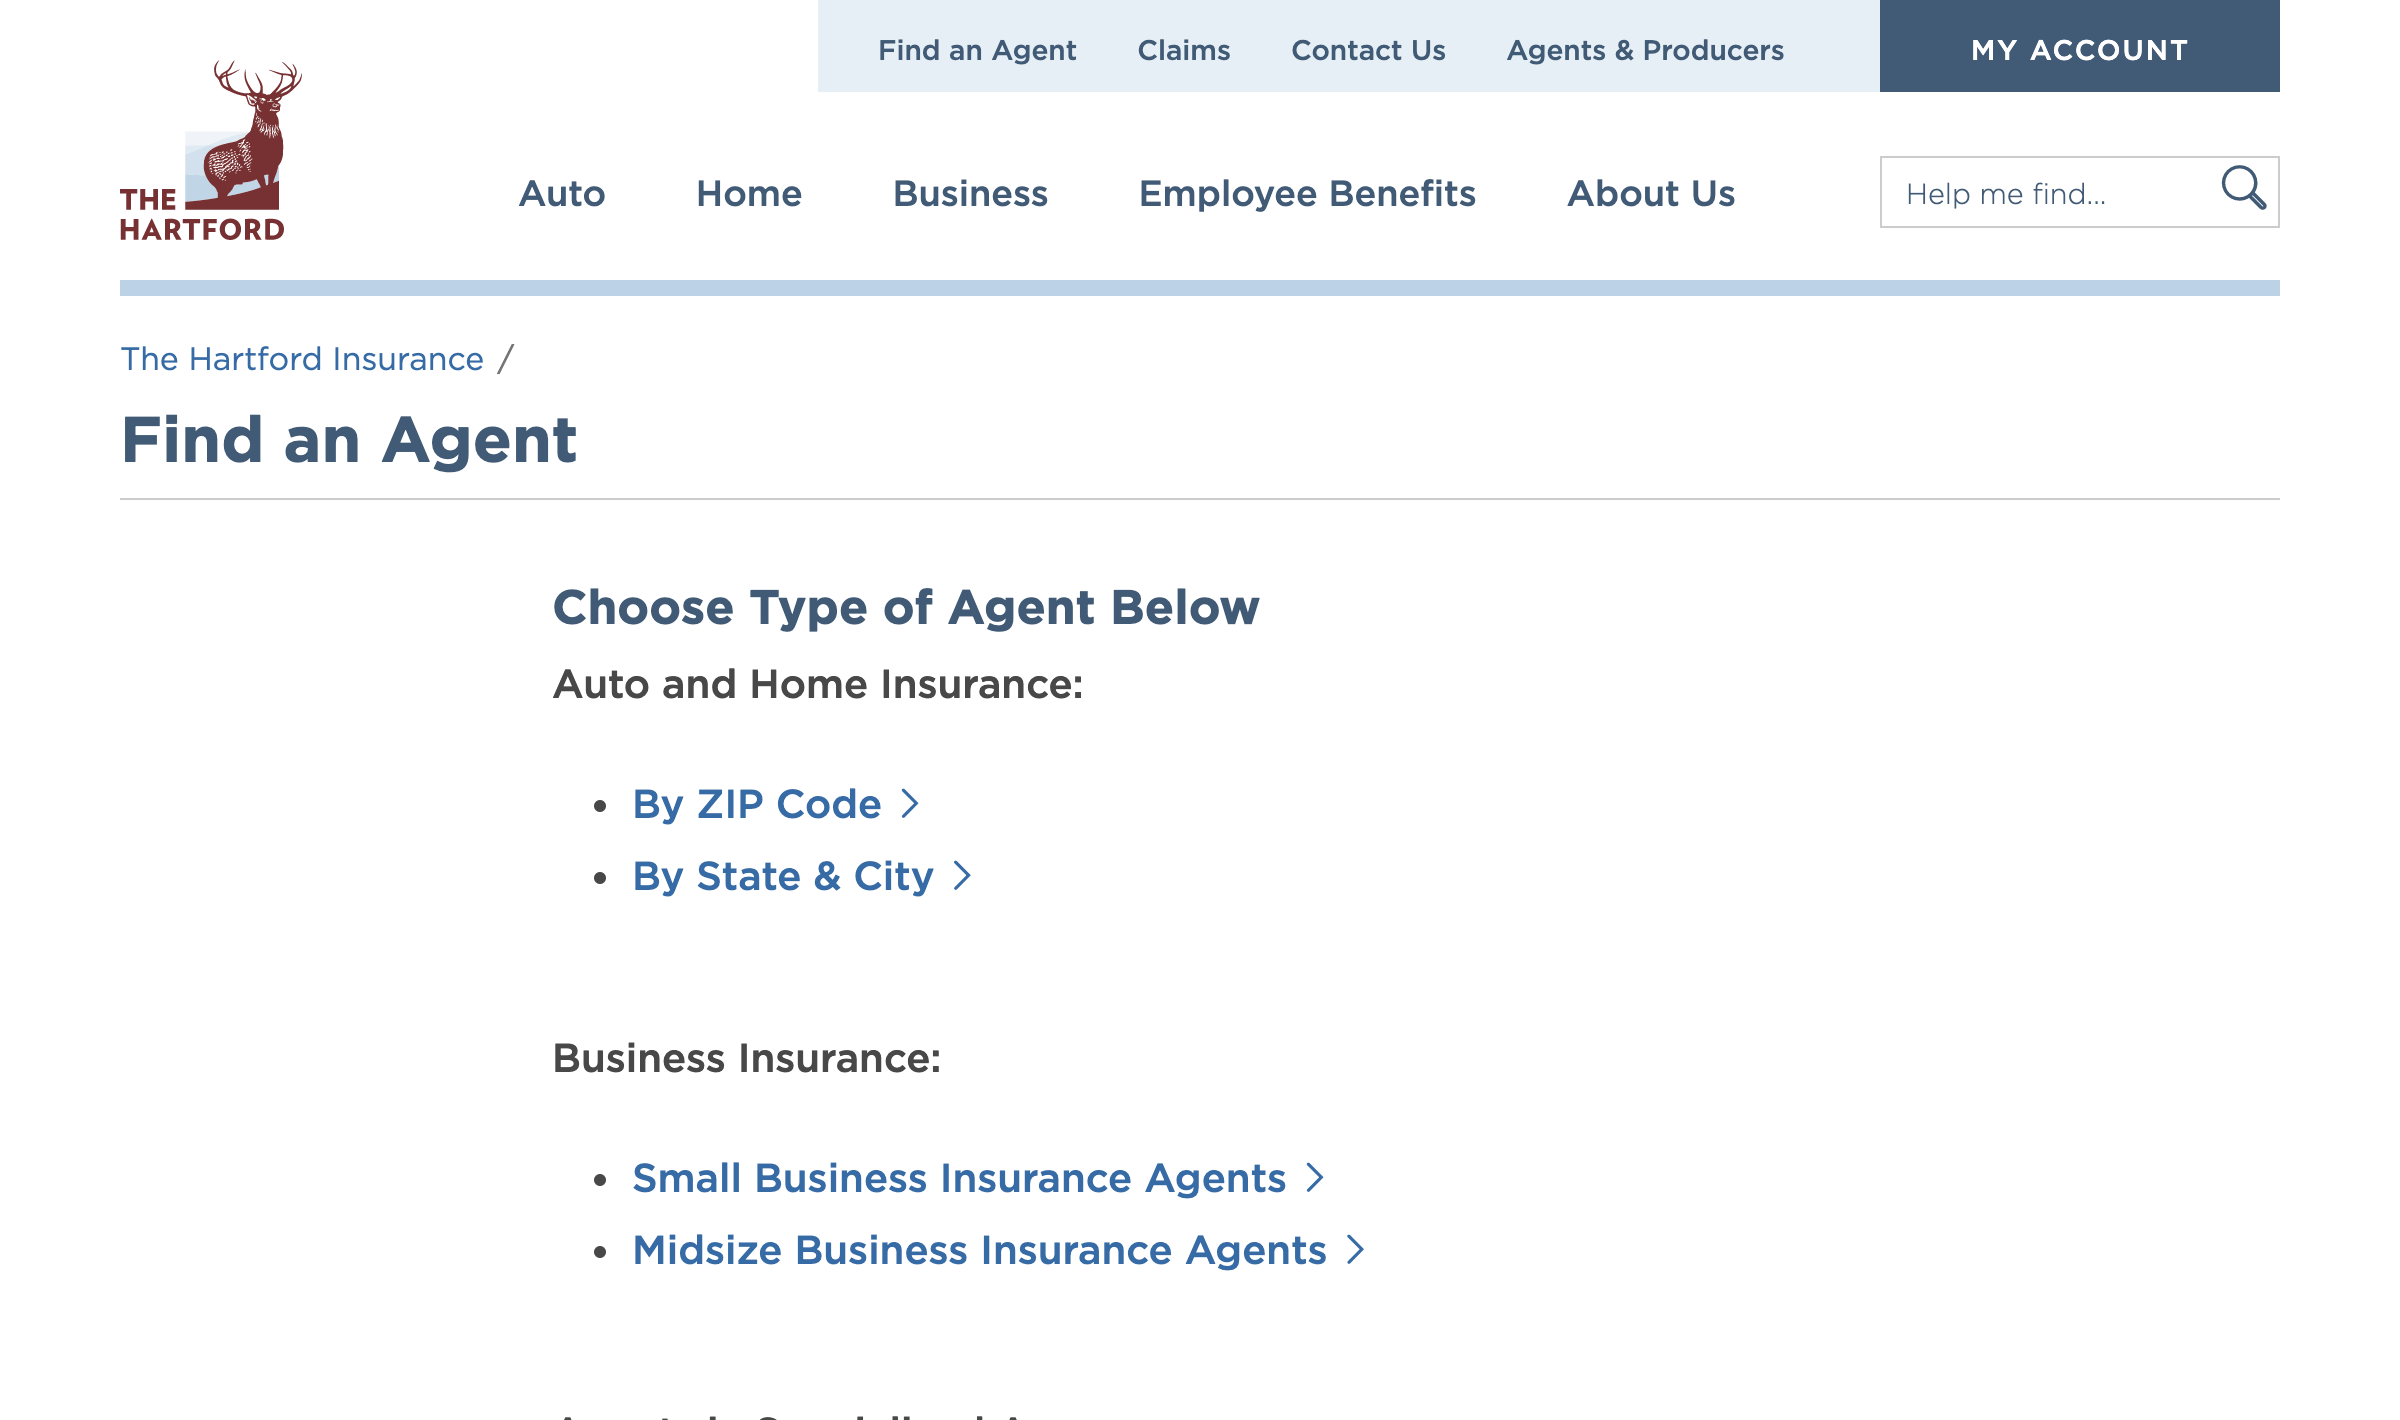 Find an Agent Claims Contact Us Agents & Producers MY ACCOUNT
THE
HARTFORD
Auto Home Business Employee Benefits About Us Help me find...
The Hartford Insurance /
Find an Agent
Choose Type of Agent Below
Auto and Home Insurance:
• By ZIP Code >
• By State & City >
Business Insurance:
• Small Business Insurance Agents >
• Midsize Business Insurance Agents >